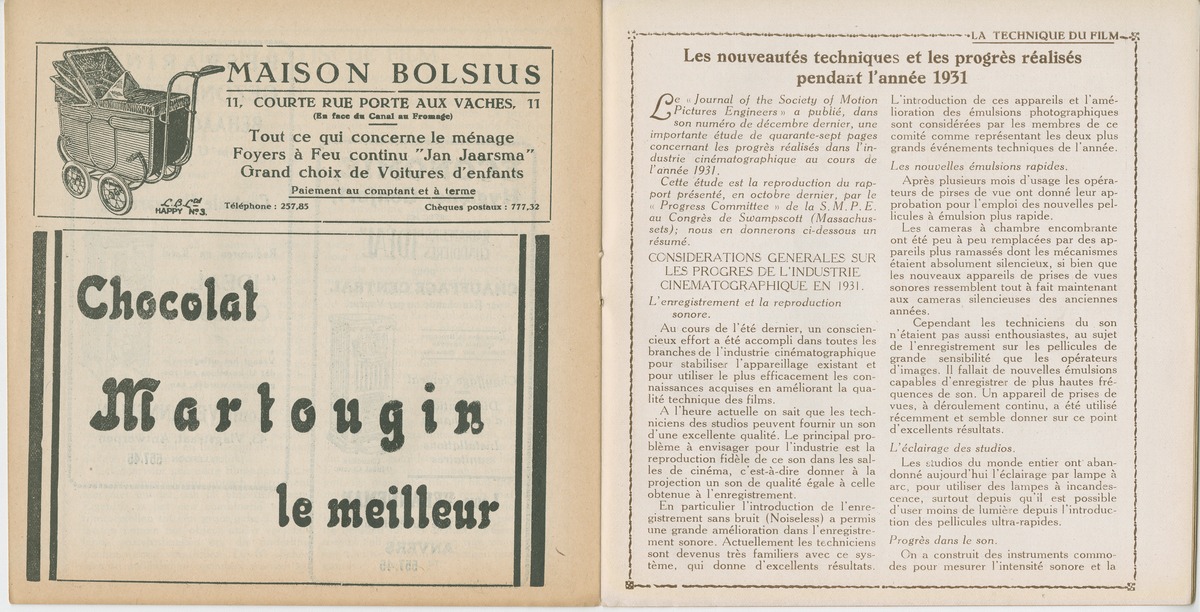 MAISON BOLSIUS
11, COURTE RUE PORTE AUX VACHES, 11
(En face du Canal au Fromage)
Tout ce qui concerne le ménage
Foyers à Feu continu "Jan Jaarsma"
Grand choix de Voitures d'enfants
Paiement au comptant et à terme
L.B. Ltd
HAPPY No 3.
Téléphone : 257,85
Chèques postaux : 777,32
Chocolat
Martougin
le meilleur
LA TECHNIQUE DU FILM
Les nouveautés techniques et les progrès réalisés
pendant l'année 1931
Le « Journal of the Society of Motion
Pictures Engineers » a publié, dans
son numéro de décembre dernier, une
importante étude de quarante-sept pages
concernant les progrès réalisés dans l'in-
dustrie cinématographique au cours de
l'année 1931.
Cette étude est la reproduction du rap-
port présenté, en octobre dernier, par le
« Progress Committee » de la S. M. P. E.
au Congrès de Swampscott (Massachus-
sets); nous en donnerons ci-dessous un
résumé.
CONSIDERATIONS GENERALES SUR
LES PROGRES DE L'INDUSTRIE
CINEMATOGRAPHIQUE EN 1931.
L'enregistrement et la reproduction
sonore.
Au cours de l'été dernier, un conscien-
cieux effort a été accompli dans toutes les
branches de l'industrie cinématographique
pour stabiliser l'appareillage existant et
pour utiliser le plus efficacement les con-
naissances acquises en améliorant la qua-
lité technique des films.
A l'heure actuelle on sait que les tech-
niciens des studios peuvent fournir un son
d'une excellente qualité. Le principal pro-
blème à envisager pour l'industrie est la
reproduction fidèle de ce son dans les sal-
les de cinéma, c'est-à-dire donner à la
projection un son de qualité égale à celle
obtenue à l'enregistrement.
En particulier l'introduction de l'enre-
gistrement sans bruit (Noiseless) a permis
une grande amélioration dans l'enregistre-
ment sonore. Actuellement les techniciens
sont devenus très familiers avec ce sys-
tème, qui donne d'excellents résultats.
L'introduction de ces appareils et l'amé-
lioration des émulsions photographiques
sont considérées par les membres de ce
comité comme représentant les deux plus
grands événements techniques de l'année.
Les nouvelles émulsions rapides.
Après plusieurs mois d'usage les opéra-
teurs de pirses de vue ont donné leur ap-
probation pour l'emploi des nouvelles pel-
licules à émulsion plus rapide.
Les cameras à chambre encombrante
ont été peu à peu remplacées par des ap-
pareils plus ramassés dont les mécanismes
étaient absolument silencieux, si bien que
les nouveaux appareils de prises de vues
sonores ressemblent tout à fait maintenant
aux cameras silencieuses des anciennes
années.
Cependant les techniciens du son
n'étaient pas aussi enthousiastes, au sujet
de l'enregistrement sur les pellicules de
grande sensibilité que les opérateurs
d'images. Il fallait de nouvelles émulsions
capables d'enregistrer de plus hautes fré-
quences de son. Un appareil de prises de
vues, à déroulement continu, a été utilisé
récemment et semble donner sur ce point
d'excellents résultats.
L'éclairage des studios.
Les studios du monde entier ont aban-
donné aujourd'hui l'éclairage par lampe à
arc, pour utiliser des lampes à incandes-
cence, surtout depuis qu'il est possible
d'user moins de lumière depuis l'introduc-
tion des pellicules ultra-rapides.
Progrès dans le son.
On a construit des instruments commo-
des pour mesurer l'intensité sonore et la